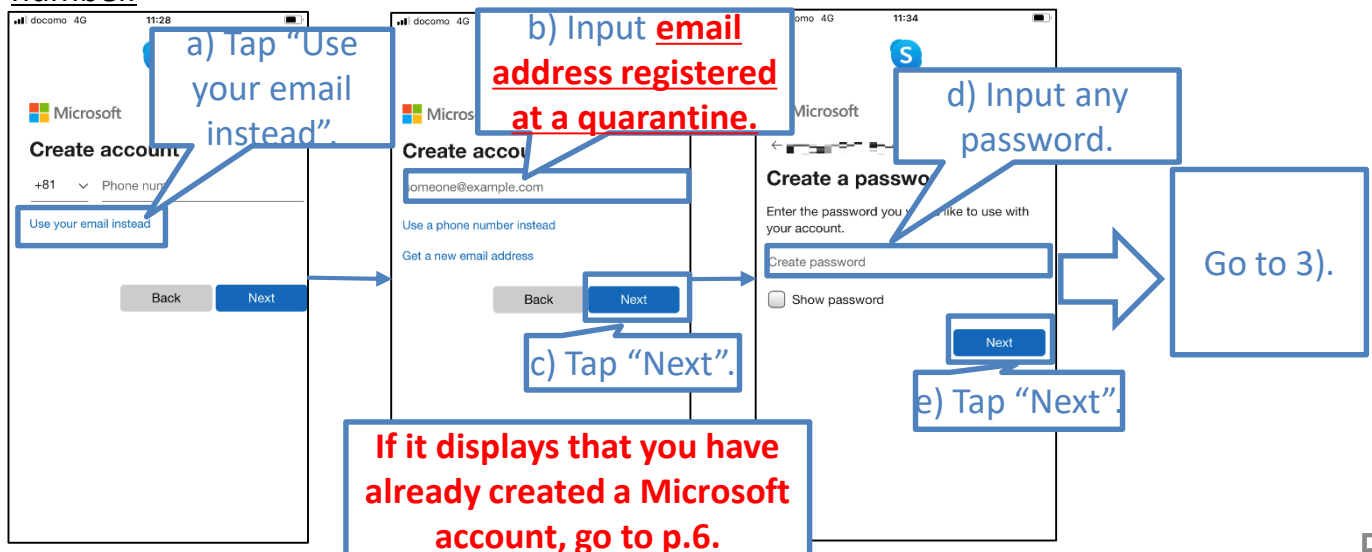 docomo 4G 11:28
a) Tap “Use
your email
instead”.
Microsoft
Create account
+81 Phone num
Use your email instead
Back Next
docomo 4G
b) Input email
address registered
at a quarantine.
Micros
Create accou
someone@example.com
Use a phone number instead
Get a new email address
Back Next
c) Tap “Next”.
If it displays that you have
already created a Microsoft
account, go to p.6.
omo 4G 11:34
S
d) Input any
password.
Microsoft
Create a passwo
Enter the password you like to use with
your account.
Create password
Show password
Next
e) Tap “Next”.
Go to 3).